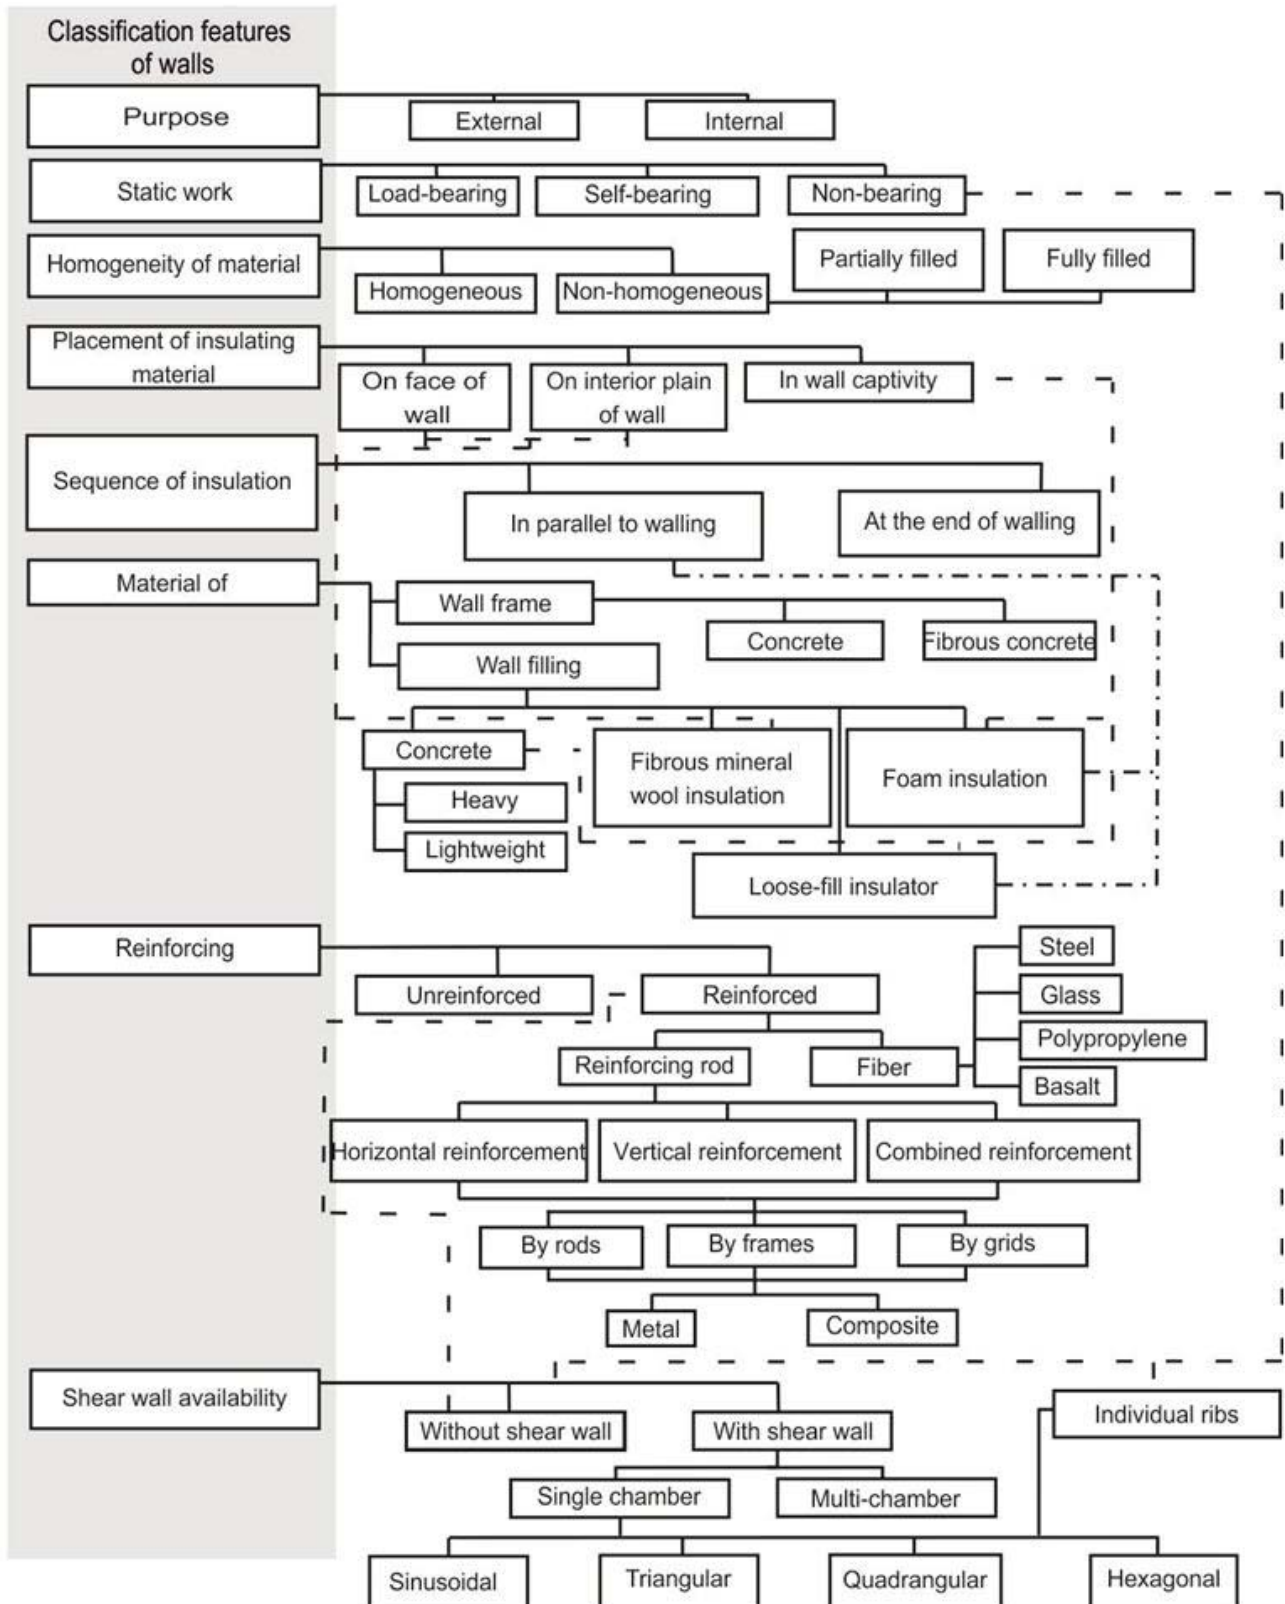 Classification features
of walls
Purpose
External
Internal
Static work
Load-bearing
Self-bearing
Non-bearing
Homogeneity of material
Homogeneous
Non-homogeneous
Partially filled
Fully filled
Placement of insulating
material
On face of
wall
On interior plain
of wall
In wall captivity
Sequence of insulation
In parallel to walling
At the end of walling
Material of
Wall frame
Concrete
Fibrous concrete
Wall filling
Concrete
Heavy
Lightweight
Fibrous mineral
wool insulation
Foam insulation
Loose-fill insulator
Reinforcing
Unreinforced
Reinforced
Reinforcing rod
Fiber
Steel
Glass
Polypropylene
Basalt
Horizontal reinforcement
Vertical reinforcement
Combined reinforcement
By rods
By frames
By grids
Metal
Composite
Shear wall availability
Without shear wall
With shear wall
Individual ribs
Single chamber
Multi-chamber
Sinusoidal
Triangular
Quadrangular
Hexagonal